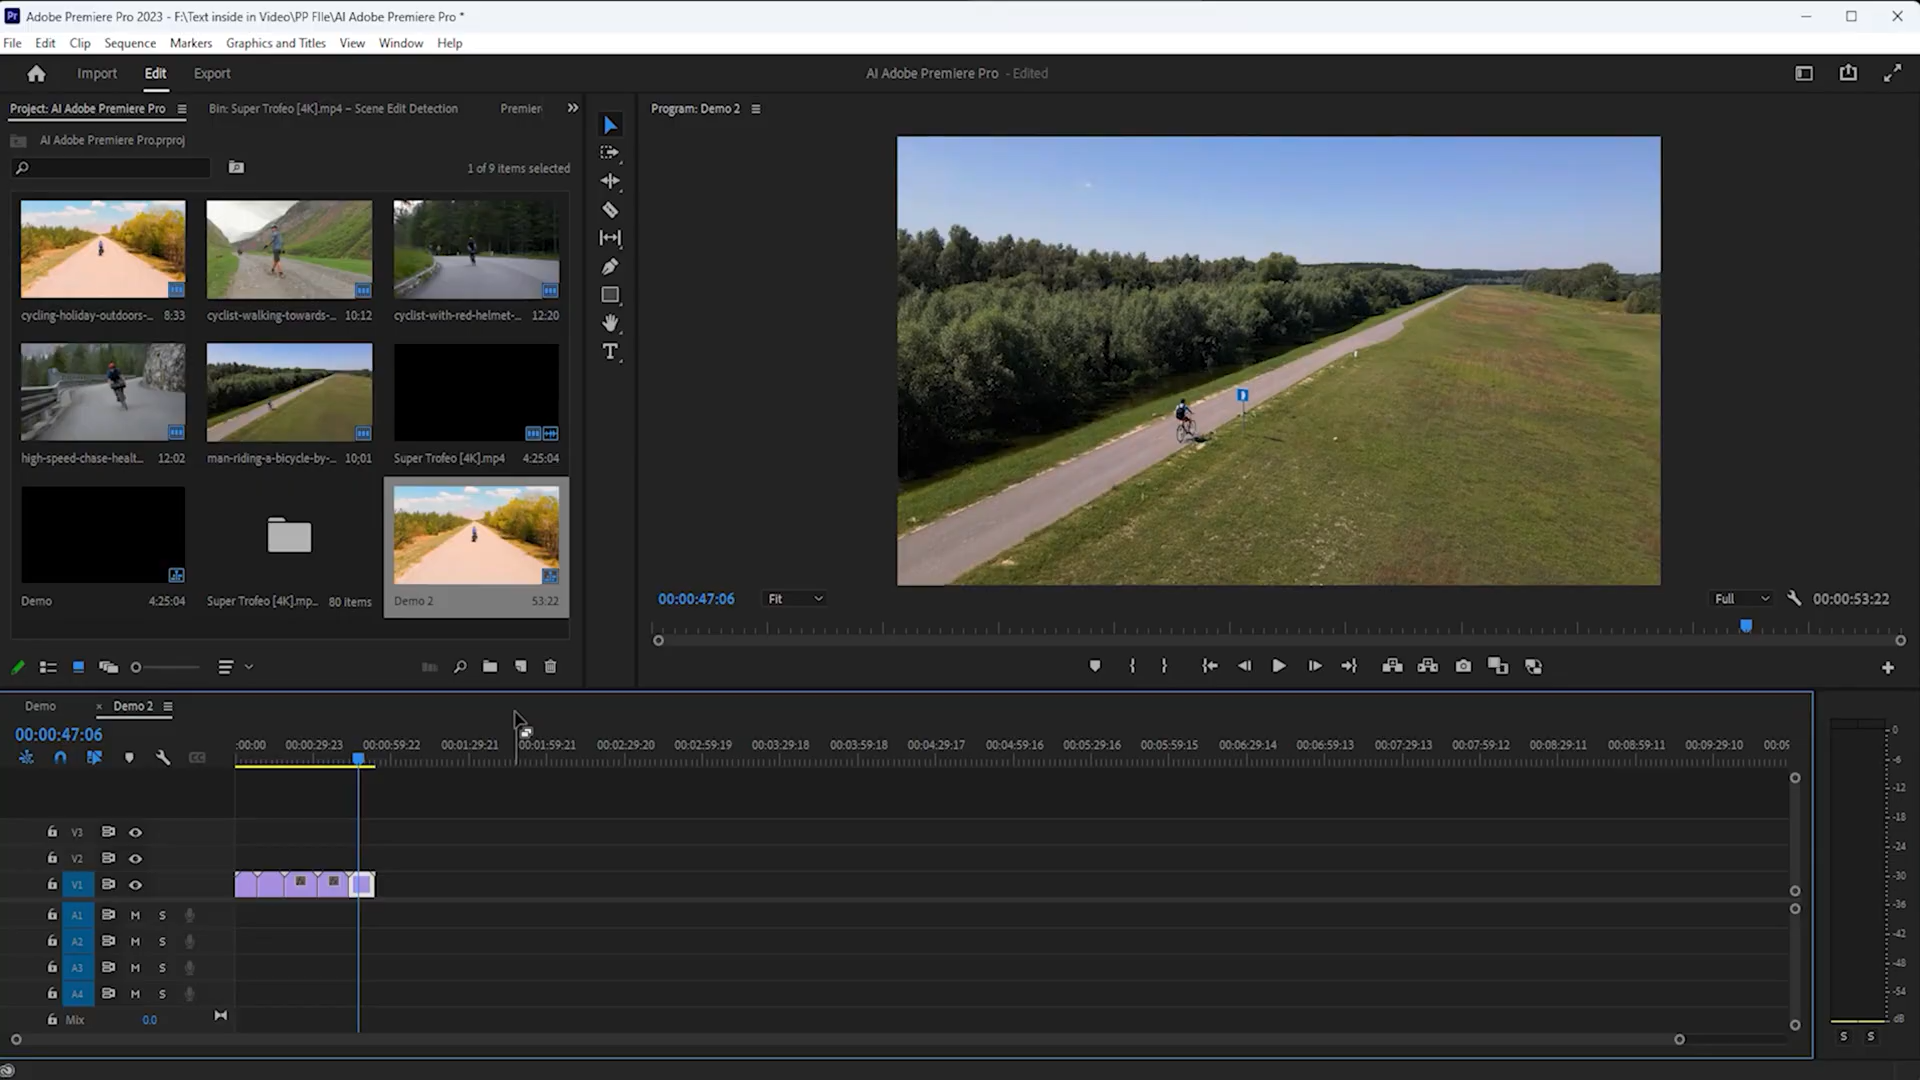 Pr Adobe Premiere Pro 2023 - F:\Text inside in Video\PP FIle\AI Adobe Premiere Pro *
File Edit Clip Sequence Markers Graphics and Titles View Window Help
Import Edit Export AI Adobe Premiere Pro - Edited
Project: AI Adobe Premiere Pro Bin: Super Trofeo [4K].mp4 – Scene Edit Detection Premier Program: Demo 2
AI Adobe Premiere Pro.prproj
1 of 9 items selected
cycling-holiday-outdoors-... 8:33 cyclist-walking-towards-... 10:12 cyclist-with-red-helmet-... 12:20
high-speed-chase-healt... 12:02 man-riding-a-bicycle-by-... 10;01 Super Trofeo [4K].mp4 4:25:04
Demo 4:25:04 Super Trofeo [4K].mp... 80 items Demo 2 53:22
00:00:47:06 Fit Full 00:00:53:22
Demo × Demo 2
00:00:47:06
:00:00 00:00:29:23 00:00:59:22 00:01:29:21 00:01:59:21 00:02:29:20 00:02:59:19 00:03:29:18 00:03:59:18 00:04:29:17 00:04:59:16 00:05:29:16 00:05:59:15 00:06:29:14 00:06:59:13 00:07:29:13 00:07:59:12 00:08:29:11 00:08:59:11 00:09:29:10 00:09
V3
V2
V1
A1 M S
A2 M S
A3 M S
A4 M S
Mix 0.0
0
-6
-12
-18
-24
-30
-36
-42
-48
-54
dB
S S